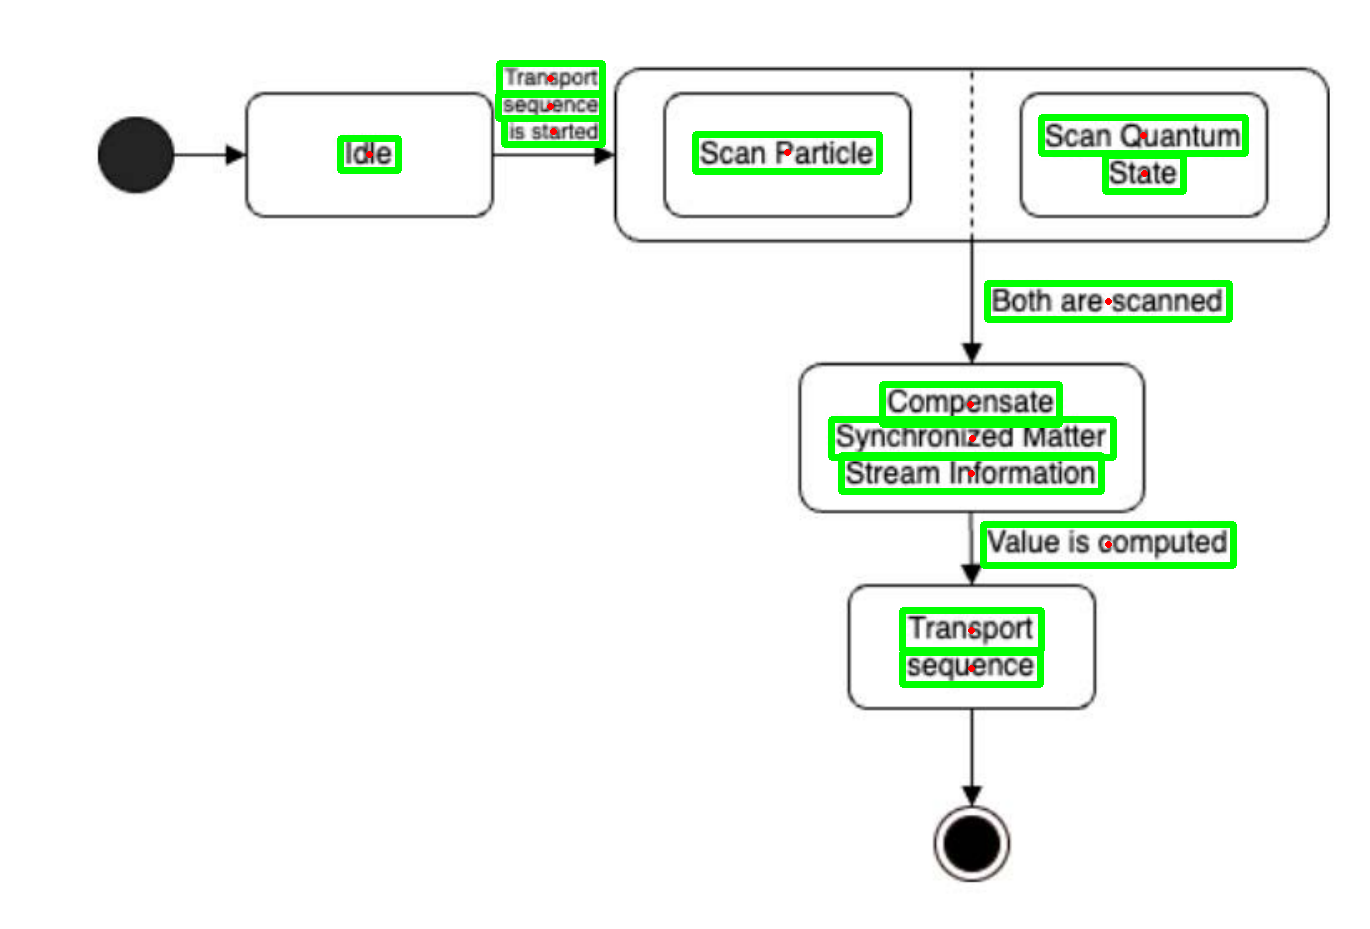 Transport
sequence
is started
Idle
Scan Particle
Scan Quantum
State
Both are scanned
Compensate
Synchronized Matter
Stream Information
Value is computed
Transport
sequence